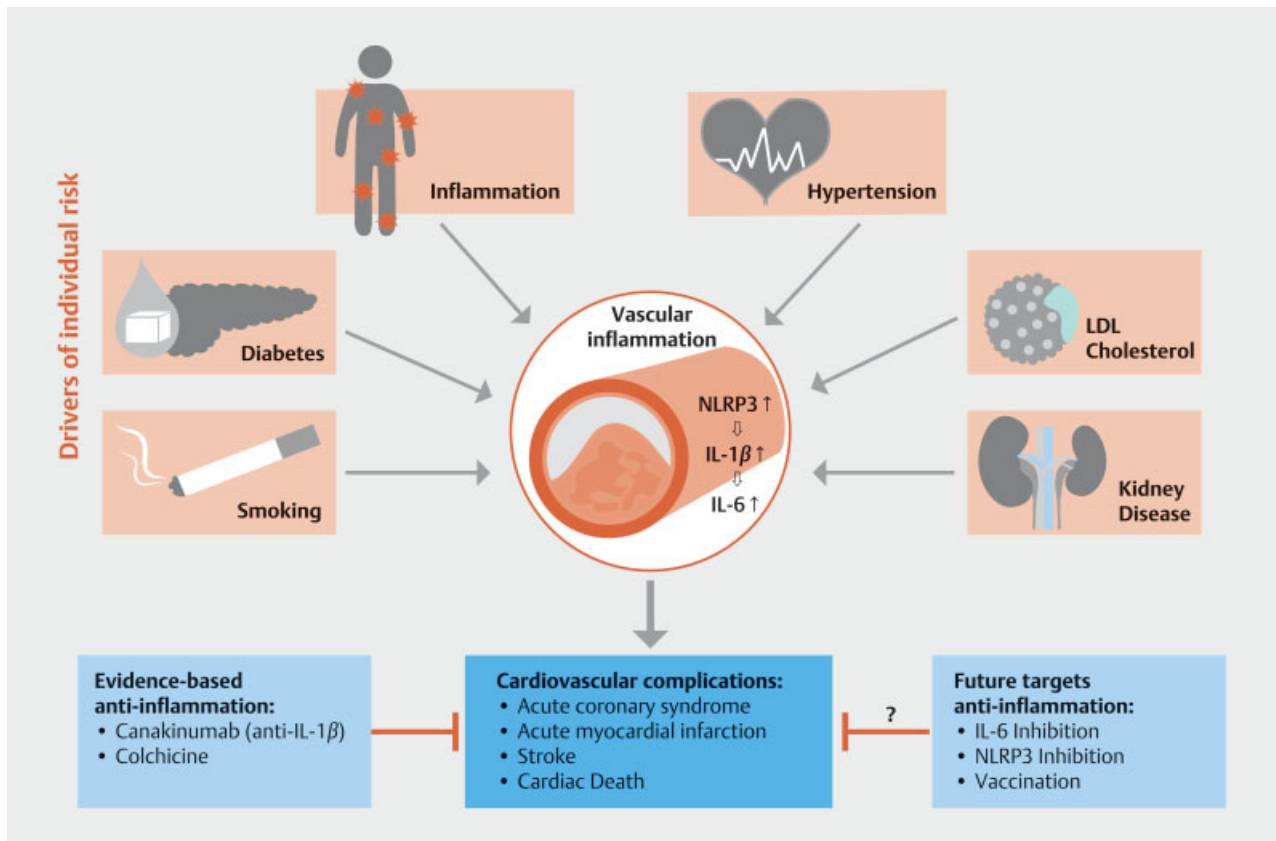 Drivers of individual risk
Inflammation
Hypertension
Diabetes
LDL
Cholesterol
Smoking
Kidney
Disease
Vascular
inflammation
NLRP3 ↑
⇩
IL-1β ↑
⇩
IL-6 ↑
Evidence-based
anti-inflammation:
• Canakinumab (anti-IL-1β)
• Colchicine
Cardiovascular complications:
• Acute coronary syndrome
• Acute myocardial infarction
• Stroke
• Cardiac Death
?
Future targets
anti-inflammation:
• IL-6 Inhibition
• NLRP3 Inhibition
• Vaccination